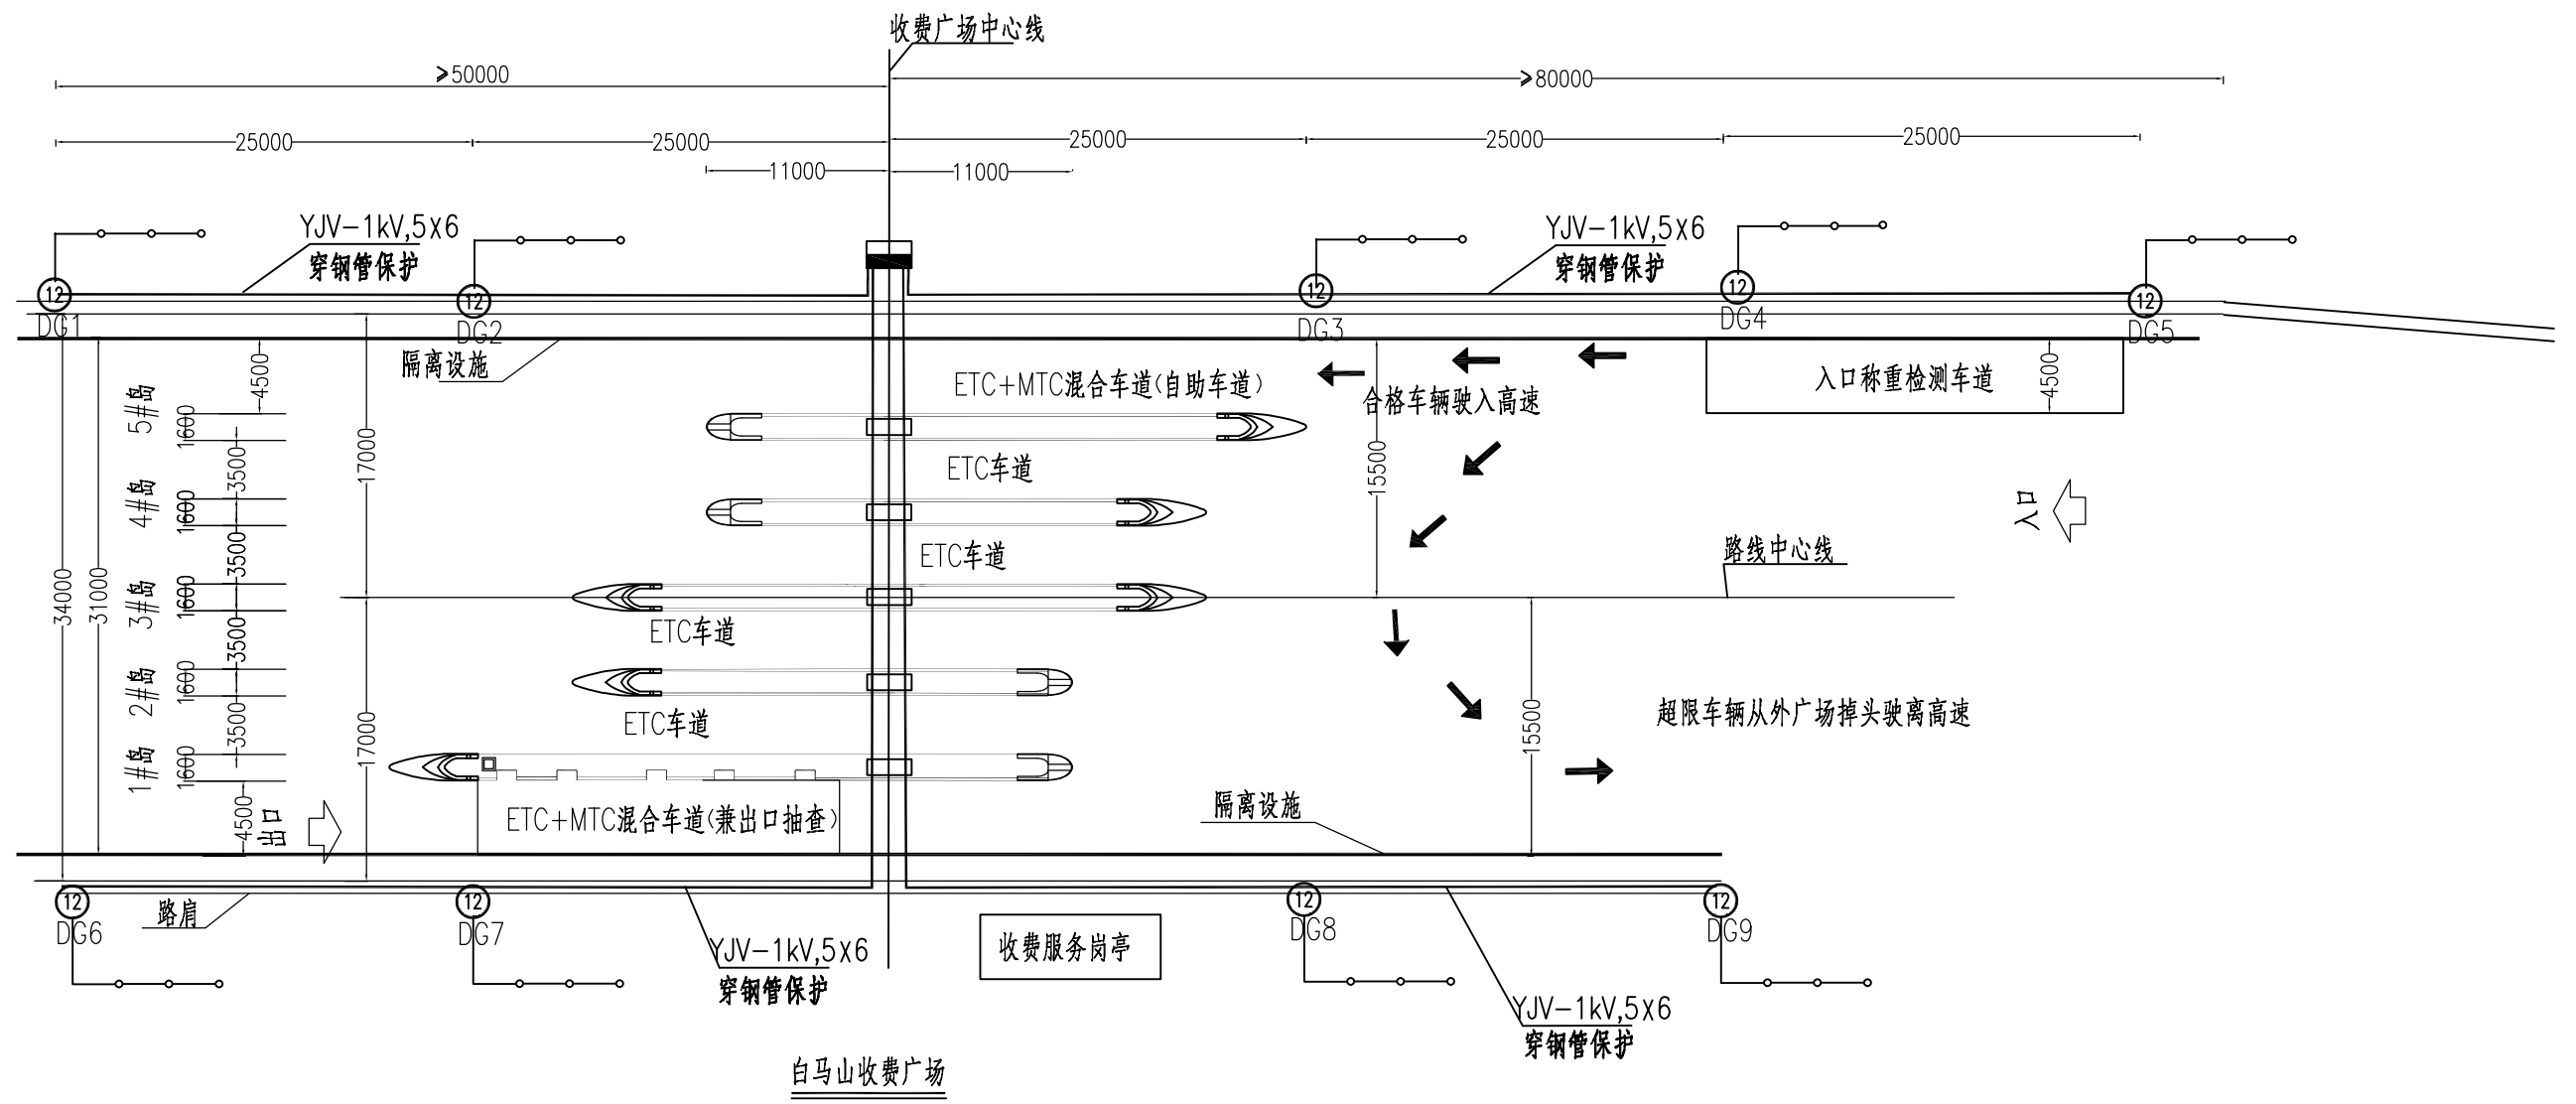 收费广场中心线
≥50000
≥80000
25000
25000
25000
25000
25000
11000
11000
YJV-1kV,5X6
穿钢管保护
YJV-1kV,5X6
穿钢管保护
12
DG1
12
DG2
12
DG3
12
DG4
12
DG5
隔离设施
4500
ETC+MTC混合车道(自助车道)
合格车辆驶入高速
入口称重检测车道
4500
5#岛
1600
3500
17000
ETC车道
15500
4#岛
1600
3500
ETC车道
入口
路线中心线
34000
31000
3#岛
1600
3500
ETC车道
2#岛
1600
3500
ETC车道
17000
15500
超限车辆从外广场掉头驶离高速
1#岛
1600
4500
出口
ETC+MTC混合车道(兼出口抽查)
隔离设施
12
DG6
路肩
12
DG7
12
DG8
12
DG9
YJV-1kV,5X6
穿钢管保护
收费服务岗亭
YJV-1kV,5X6
穿钢管保护
白马山收费广场